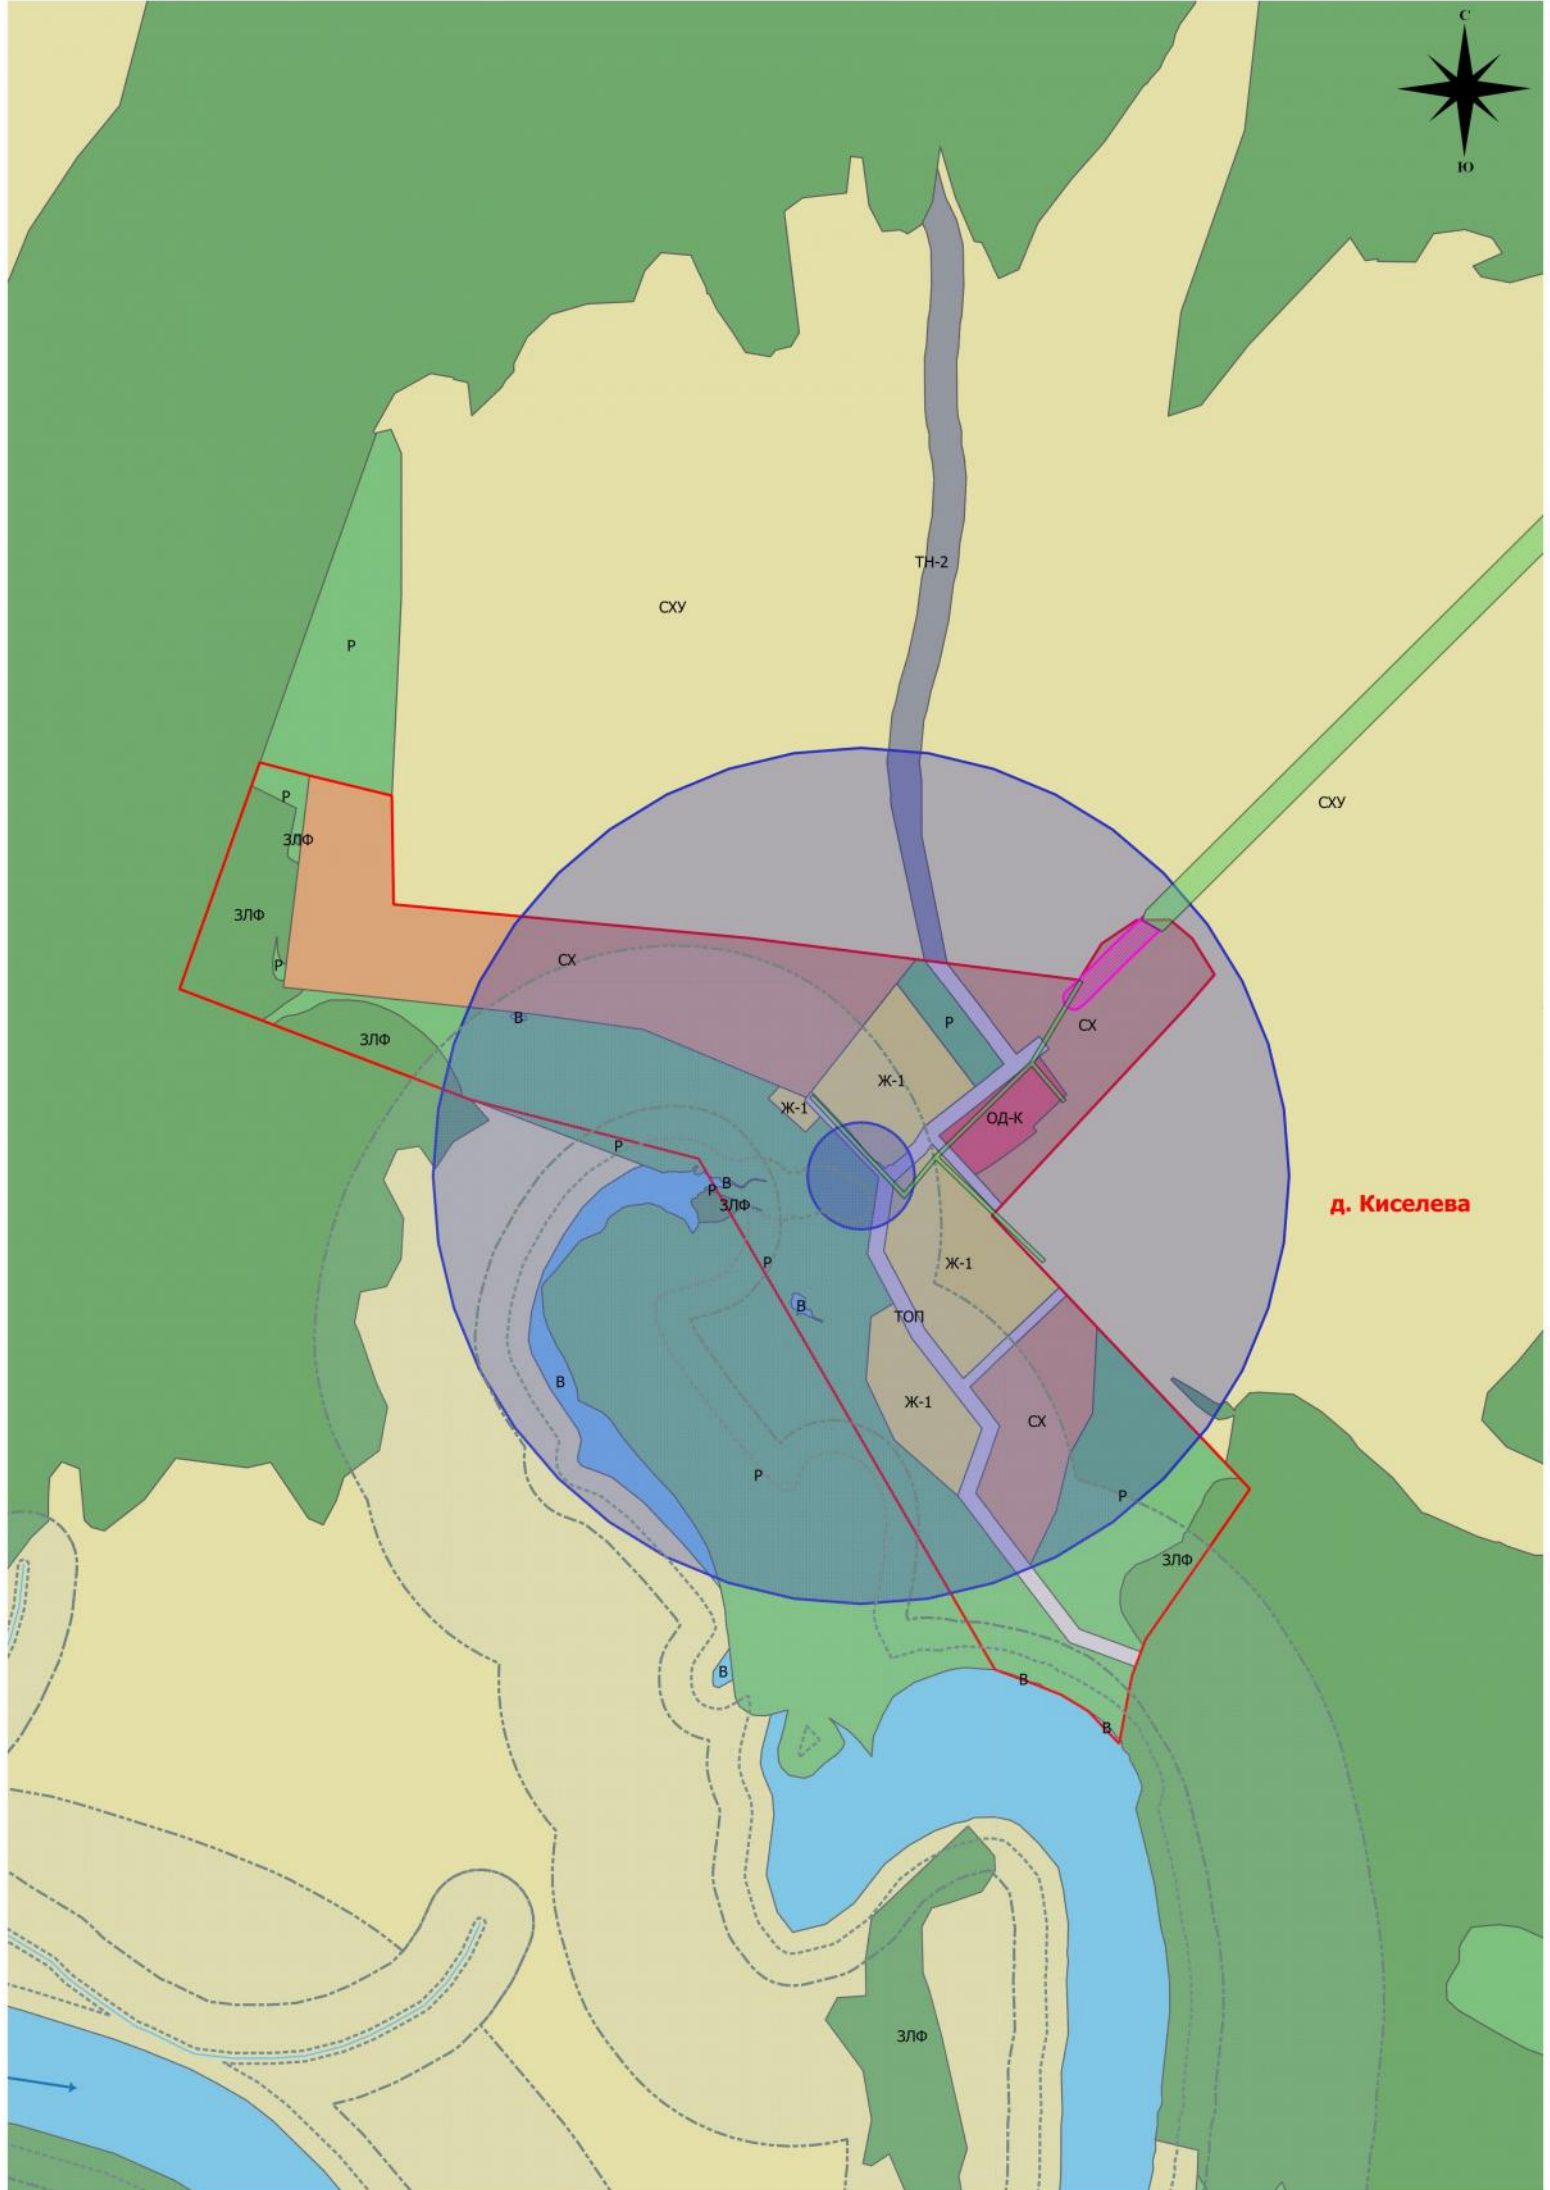 С
Ю
ТН-2
СХУ
Р
СХУ
Р
ЗЛФ
ЗЛФ
СХ
Р
В
Р
СХ
ЗЛФ
Ж-1
Ж-1
ОД-К
Р
В
Р
ЗЛФ
д. Киселева
Р
Ж-1
В
ТОП
В
Ж-1
СХ
Р
Р
ЗЛФ
В
В
В
ЗЛФ